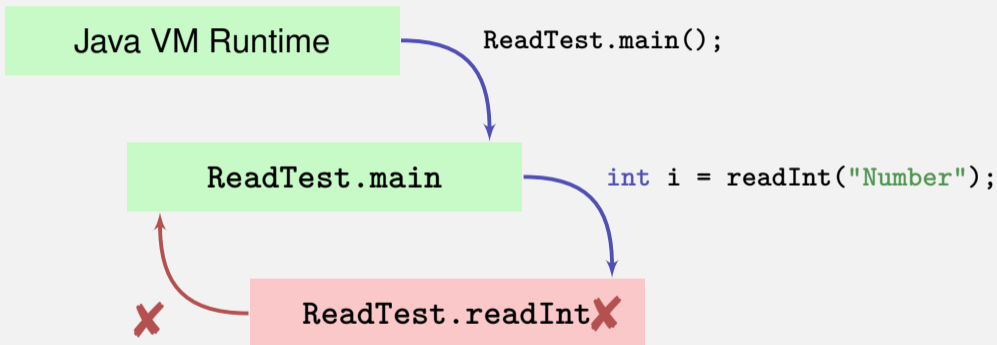 Java VM Runtime
ReadTest.main();
ReadTest.main
int i = readInt("Number");
ReadTest.readInt